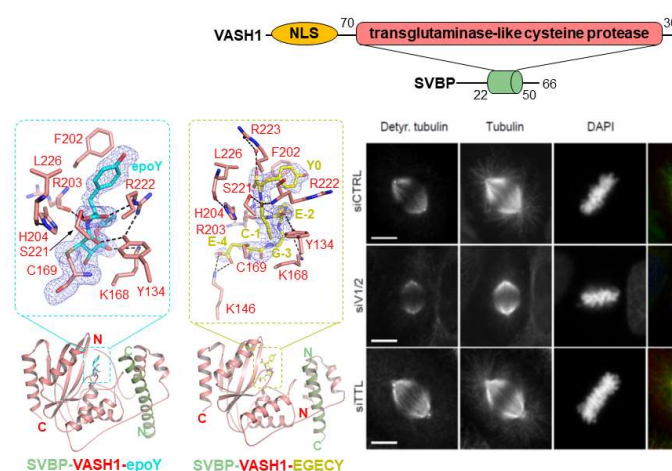 VASH1 NLS 70 transglutaminase-like cysteine protease
SVBP 22 50 66
F202
L226
epoY
R203
R222
H204
S221
C169
K168
Y134
N
C
C
N
SVBP-VASH1-epoY
R223
L226
F202
Y0
S221
R222
H204
E-2
R203
C-1
Y134
E-4
G-3
C169
K168
K146
N
C
N
C
SVBP-VASH1-EGECY
Detyr. tubulin Tubulin DAPI
siCTRL
siV1/2
siTTL